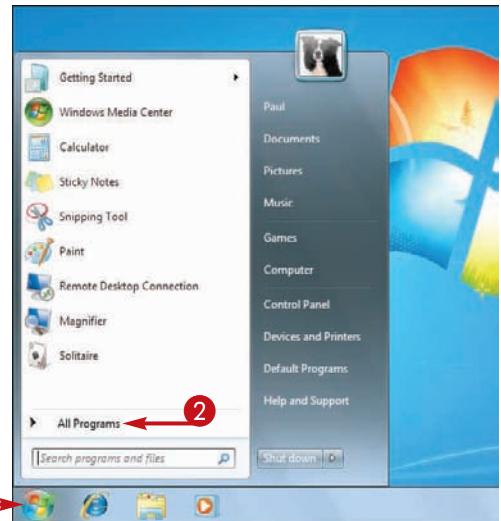 Getting Started
Windows Media Center
Calculator
Sticky Notes
Snipping Tool
Paint
Remote Desktop Connection
Magnifier
Solitaire
All Programs
2
Search programs and files
Paul
Documents
Pictures
Music
Games
Computer
Control Panel
Devices and Printers
Default Programs
Help and Support
Shut down